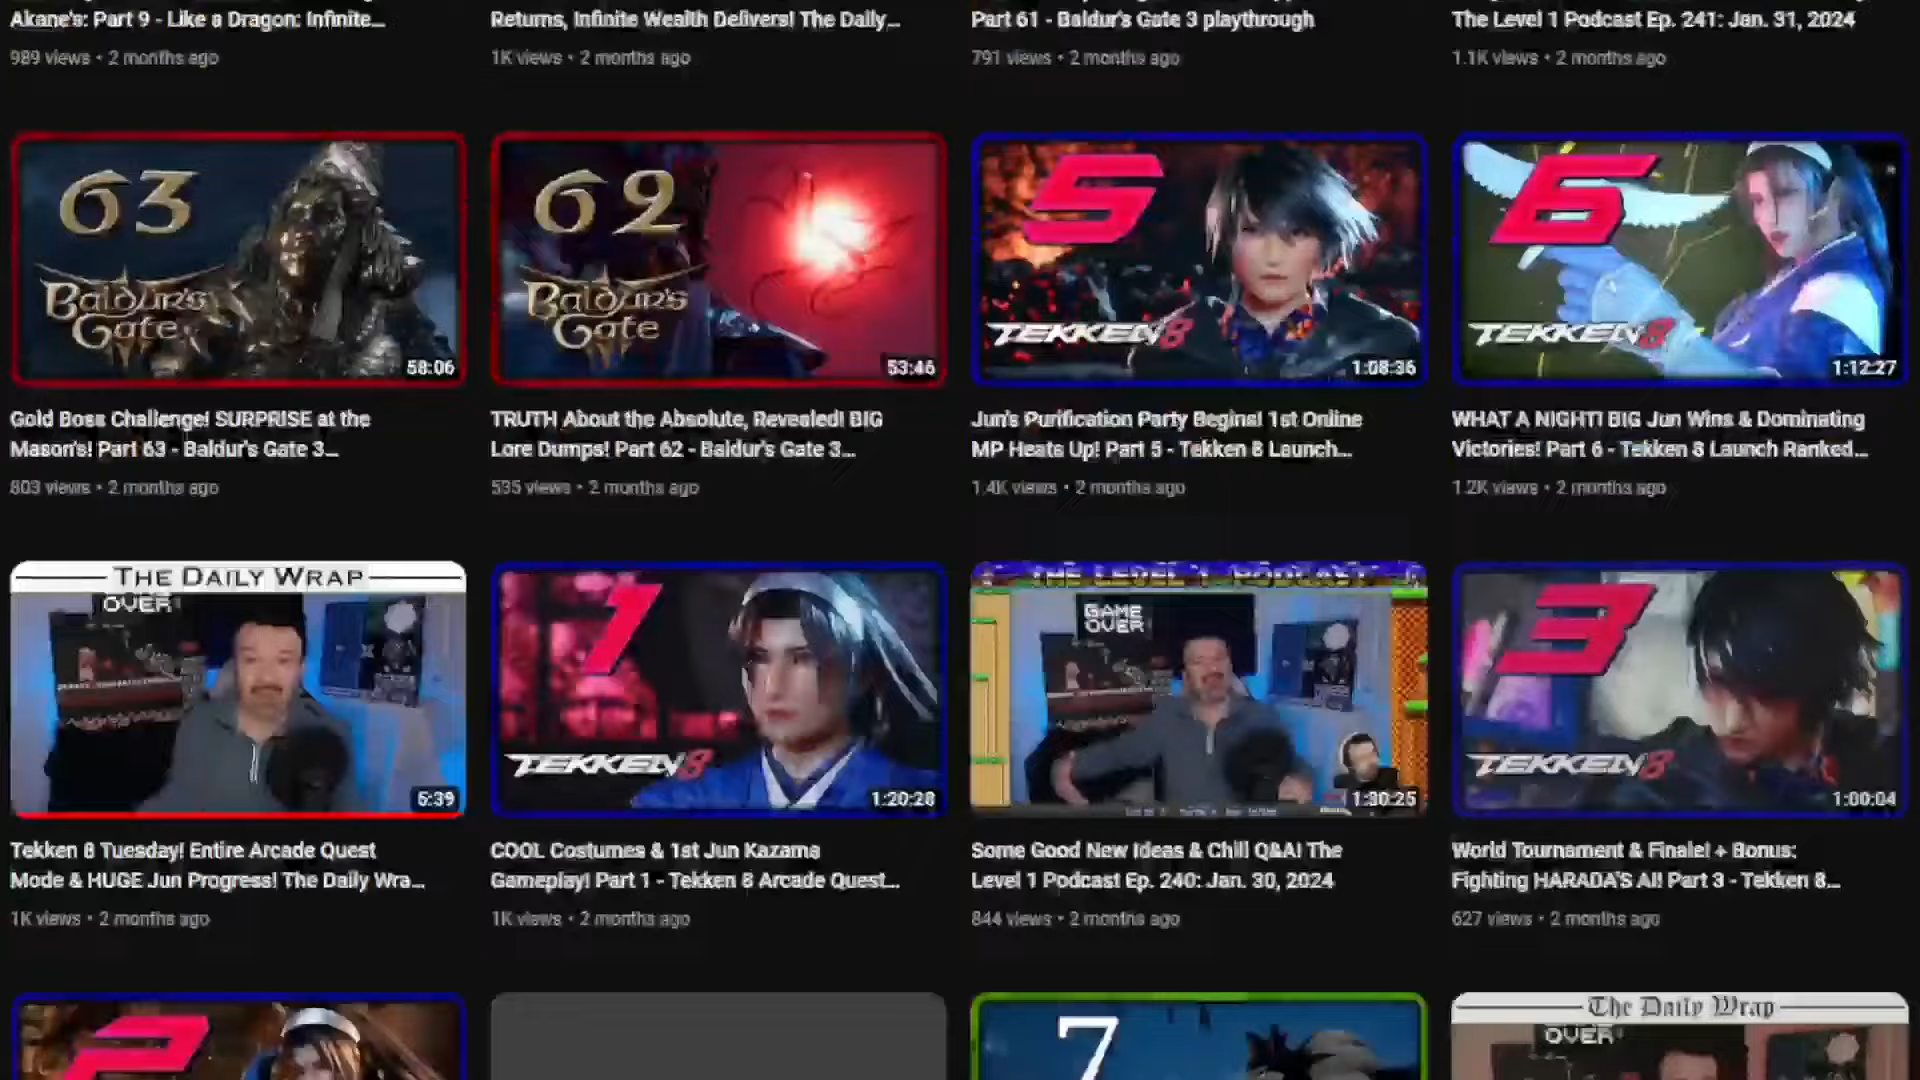 Akane's: Part 9 - Like a Dragon: Infinite...
989 views • 2 months ago
Returns, Infinite Wealth Delivers! The Daily...
1K views • 2 months ago
Part 61 - Baldur's Gate 3 playthrough
791 views • 2 months ago
The Level 1 Podcast Ep. 241: Jan. 31, 2024
1.1K views • 2 months ago
63
Baldur's
Gate
58:06
Gold Boss Challenge! SURPRISE at the
Mason's! Part 63 - Baldur's Gate 3...
803 views • 2 months ago
62
Baldur's
Gate
53:46
TRUTH About the Absolute, Revealed! BIG
Lore Dumps! Part 62 - Baldur's Gate 3...
535 views • 2 months ago
5
TEKKEN 8
1:08:36
Jun's Purification Party Begins! 1st Online
MP Heats Up! Part 5 - Tekken 8 Launch...
1.4K views • 2 months ago
6
TEKKEN 8
1:12:27
WHAT A NIGHT! BIG Jun Wins & Dominating
Victories! Part 6 - Tekken 8 Launch Ranked...
1.2K views • 2 months ago
THE DAILY WRAP
OVER
5:39
Tekken 8 Tuesday! Entire Arcade Quest
Mode & HUGE Jun Progress! The Daily Wra...
1K views • 2 months ago
1
TEKKEN 8
1:20:28
COOL Costumes & 1st Jun Kazama
Gameplay! Part 1 - Tekken 8 Arcade Quest...
1K views • 2 months ago
THE LEVEL 1 PODCAST
GAME
OVER
1:30:25
Some Good New Ideas & Chill Q&A! The
Level 1 Podcast Ep. 240: Jan. 30, 2024
844 views • 2 months ago
3
TEKKEN 8
1:00:04
World Tournament & Finale! + Bonus:
Fighting HARADA'S AI! Part 3 - Tekken 8...
627 views • 2 months ago
2
7
The Daily Wrap
OVER